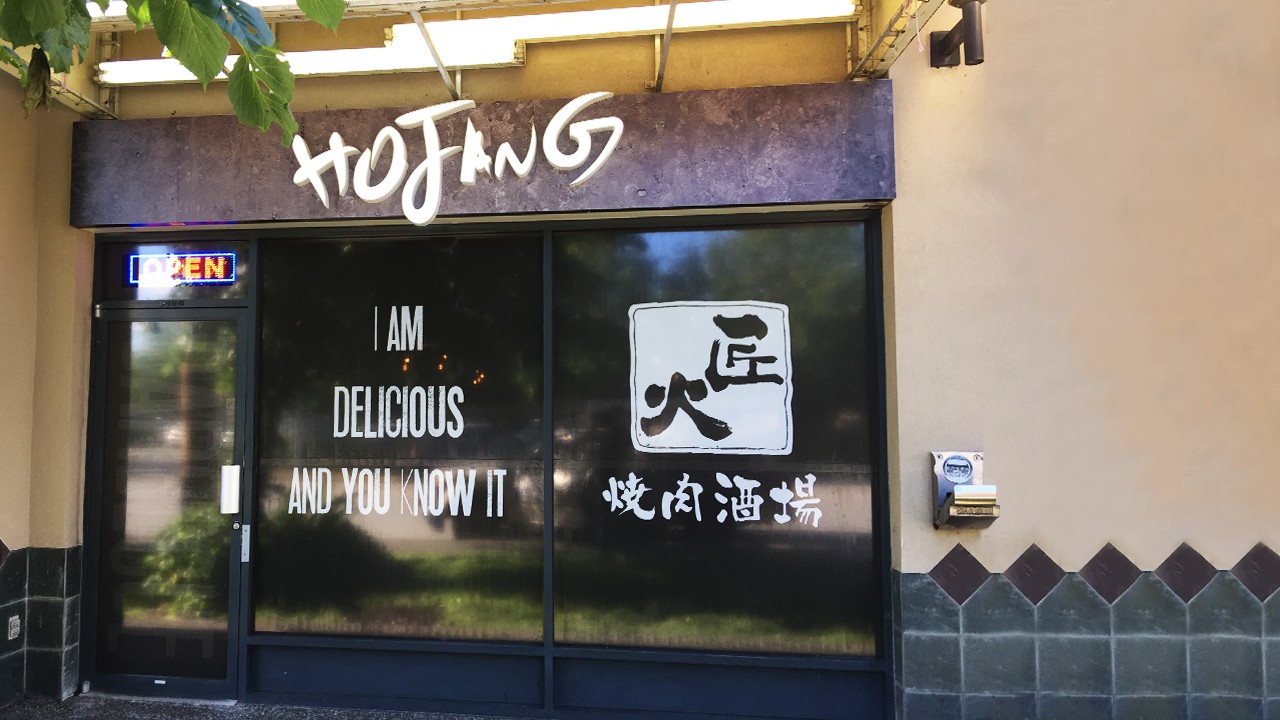 HOJANG
OPEN
I AM
DELICIOUS
AND YOU KNOW IT
火匠
焼肉酒場